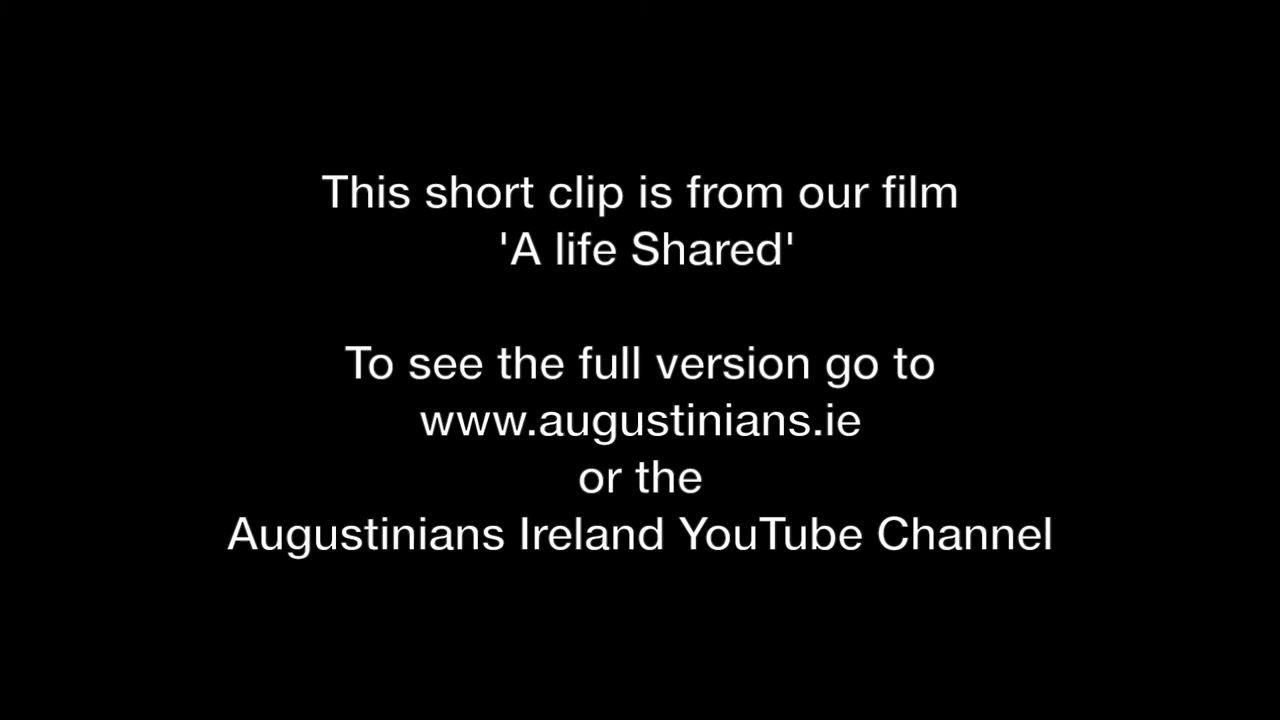 This short clip is from our film
'A life Shared'
To see the full version go to
www.augustinians.ie
or the
Augustinians Ireland YouTube Channel